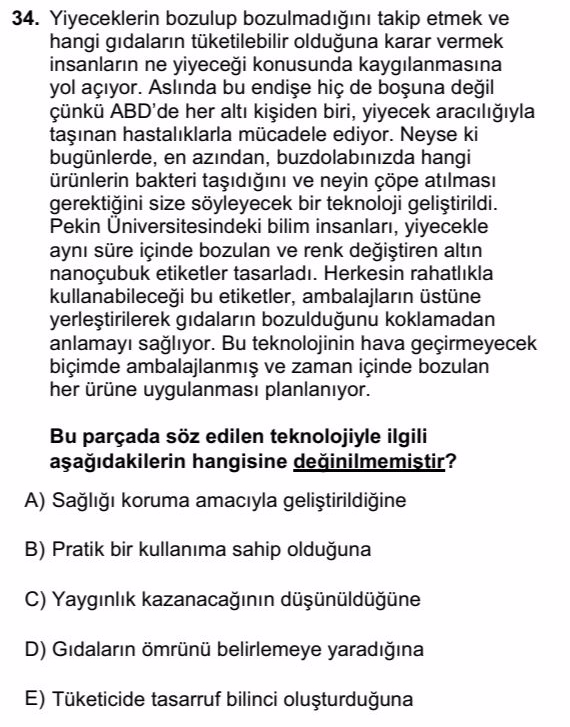 34. Yiyeceklerin bozulup bozulmadığını takip etmek ve
hangi gıdaların tüketilebilir olduğuna karar vermek
insanların ne yiyeceği konusunda kaygılanmasına
yol açıyor. Aslında bu endişe hiç de boşuna değil
çünkü ABD'de her altı kişiden biri, yiyecek aracılığıyla
taşınan hastalıklarla mücadele ediyor. Neyse ki
bugünlerde, en azından, buzdolabınızda hangi
ürünlerin bakteri taşıdığını ve neyin çöpe atılması
gerektiğini size söyleyecek bir teknoloji geliştirildi.
Pekin Üniversitesindeki bilim insanları, yiyecekle
aynı süre içinde bozulan ve renk değiştiren altın
nanoçubuk etiketler tasarladı. Herkesin rahatlıkla
kullanabileceği bu etiketler, ambalajların üstüne
yerleştirilerek gıdaların bozulduğunu koklamadan
anlamayı sağlıyor. Bu teknolojinin hava geçirmeyecek
biçimde ambalajlanmış ve zaman içinde bozulan
her ürüne uygulanması planlanıyor.
Bu parçada söz edilen teknolojiyle ilgili
aşağıdakilerin hangisine değinilmemiştir?
A) Sağlığı koruma amacıyla geliştirildiğine
B) Pratik bir kullanıma sahip olduğuna
C) Yaygınlık kazanacağının düşünüldüğüne
D) Gıdaların ömrünü belirlemeye yaradığına
E) Tüketicide tasarruf bilinci oluşturduğuna